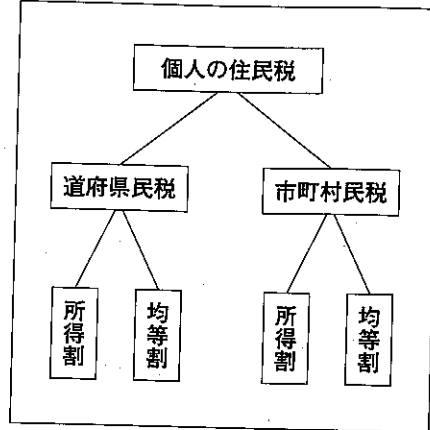 個人の住民税
道府県民税
市町村民税
所得割
均等割
所得割
均等割